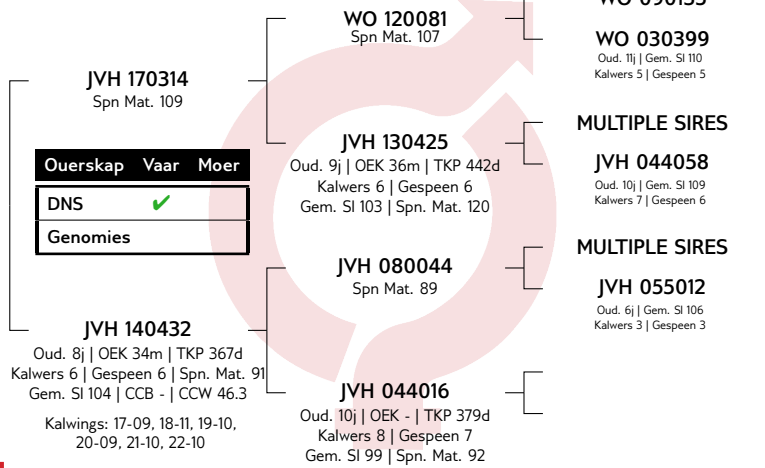 WO 090155
WO 120081
Spn Mat. 107
WO 030399
Oud. 11j | Gem. SI 110
Kalwers 5 | Gespeen 5
JVH 170314
Spn Mat. 109
MULTIPLE SIRES
JVH 130425
Oud. 9j | OEK 36m | TKP 442d
Kalwers 6 | Gespeen 6
Gem. SI 103 | Spn. Mat. 120
JVH 044058
Oud. 10j | Gem. SI 109
Kalwers 7 | Gespeen 6
Ouerskap Vaar Moer
DNS ✔
Genomies
MULTIPLE SIRES
JVH 080044
Spn Mat. 89
JVH 055012
Oud. 6j | Gem. SI 106
Kalwers 3 | Gespeen 3
JVH 140432
Oud. 8j | OEK 34m | TKP 367d
Kalwers 6 | Gespeen 6 | Spn. Mat. 91
Gem. SI 104 | CCB - | CCW 46.3
Kalwings: 17-09, 18-11, 19-10,
20-09, 21-10, 22-10
JVH 044016
Oud. 10j | OEK - | TKP 379d
Kalwers 8 | Gespeen 7
Gem. SI 99 | Spn. Mat. 92